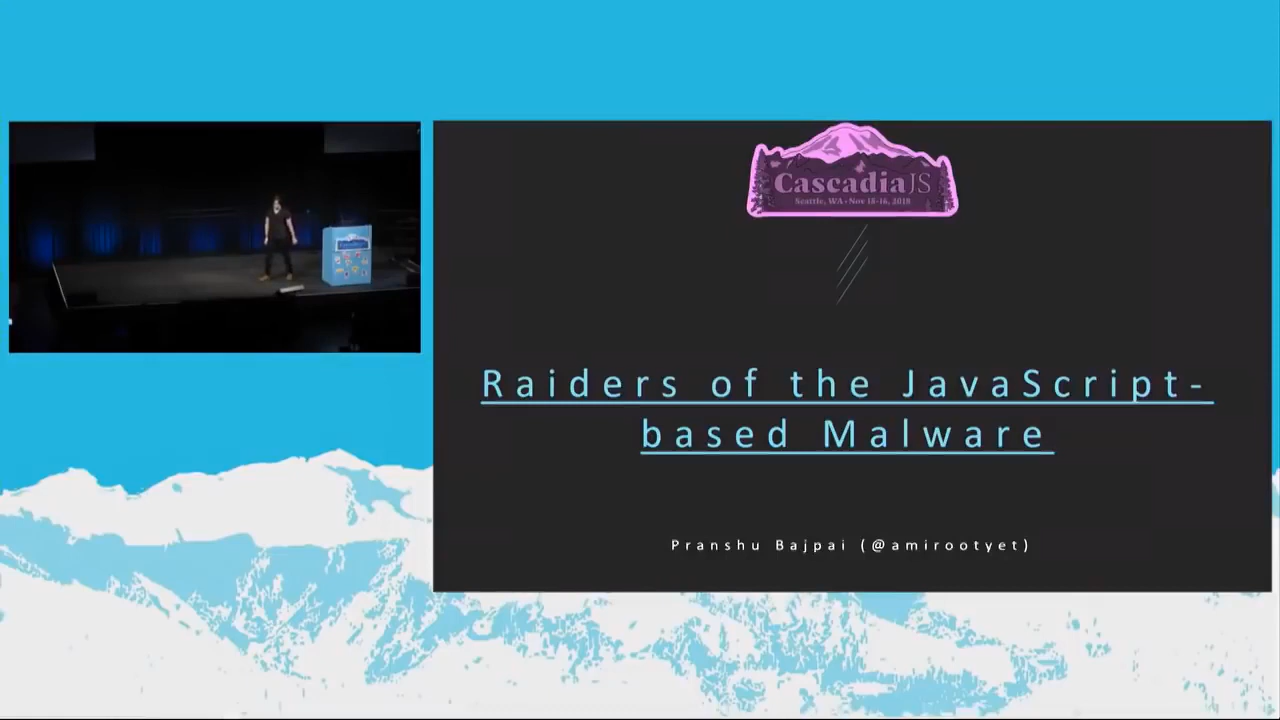 CascadiaJS
Seattle, WA • Nov 15-16, 2018
Raiders of the JavaScript-
based Malware
Pranshu Bajpai (@amirootyet)